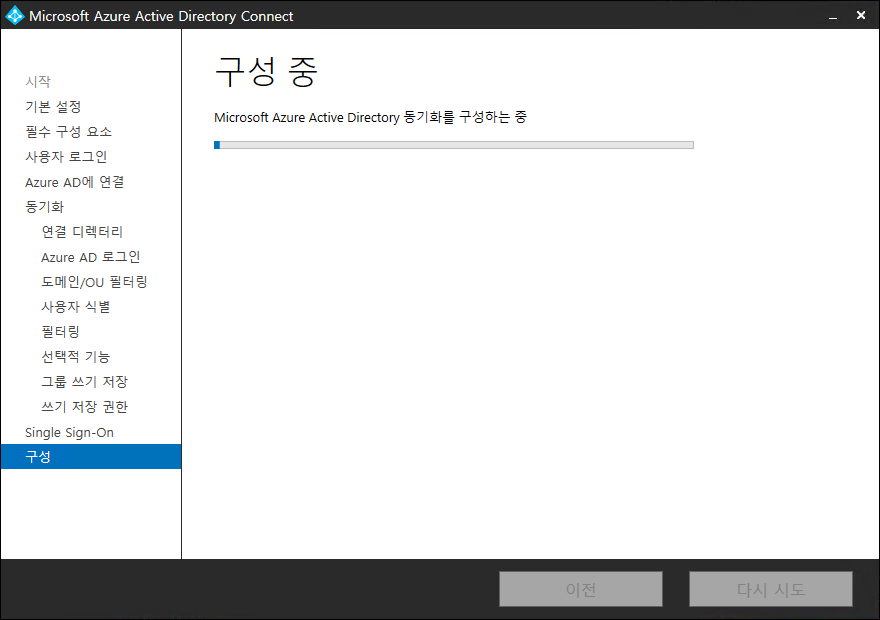 Microsoft Azure Active Directory Connect
시작
기본 설정
필수 구성 요소
사용자 로그인
Azure AD에 연결
동기화
연결 디렉터리
Azure AD 로그인
도메인/OU 필터링
사용자 식별
필터링
선택적 기능
그룹 쓰기 저장
쓰기 저장 권한
Single Sign-On
구성
구성 중
Microsoft Azure Active Directory 동기화를 구성하는 중
이전
다시 시도